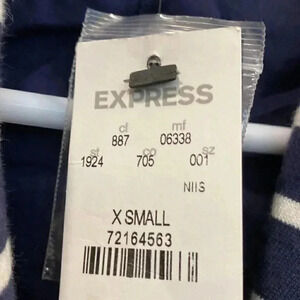 EXPRESS
cl mf
887 06338
st co sz
1924 705 001
NIIS
X SMALL
72164563